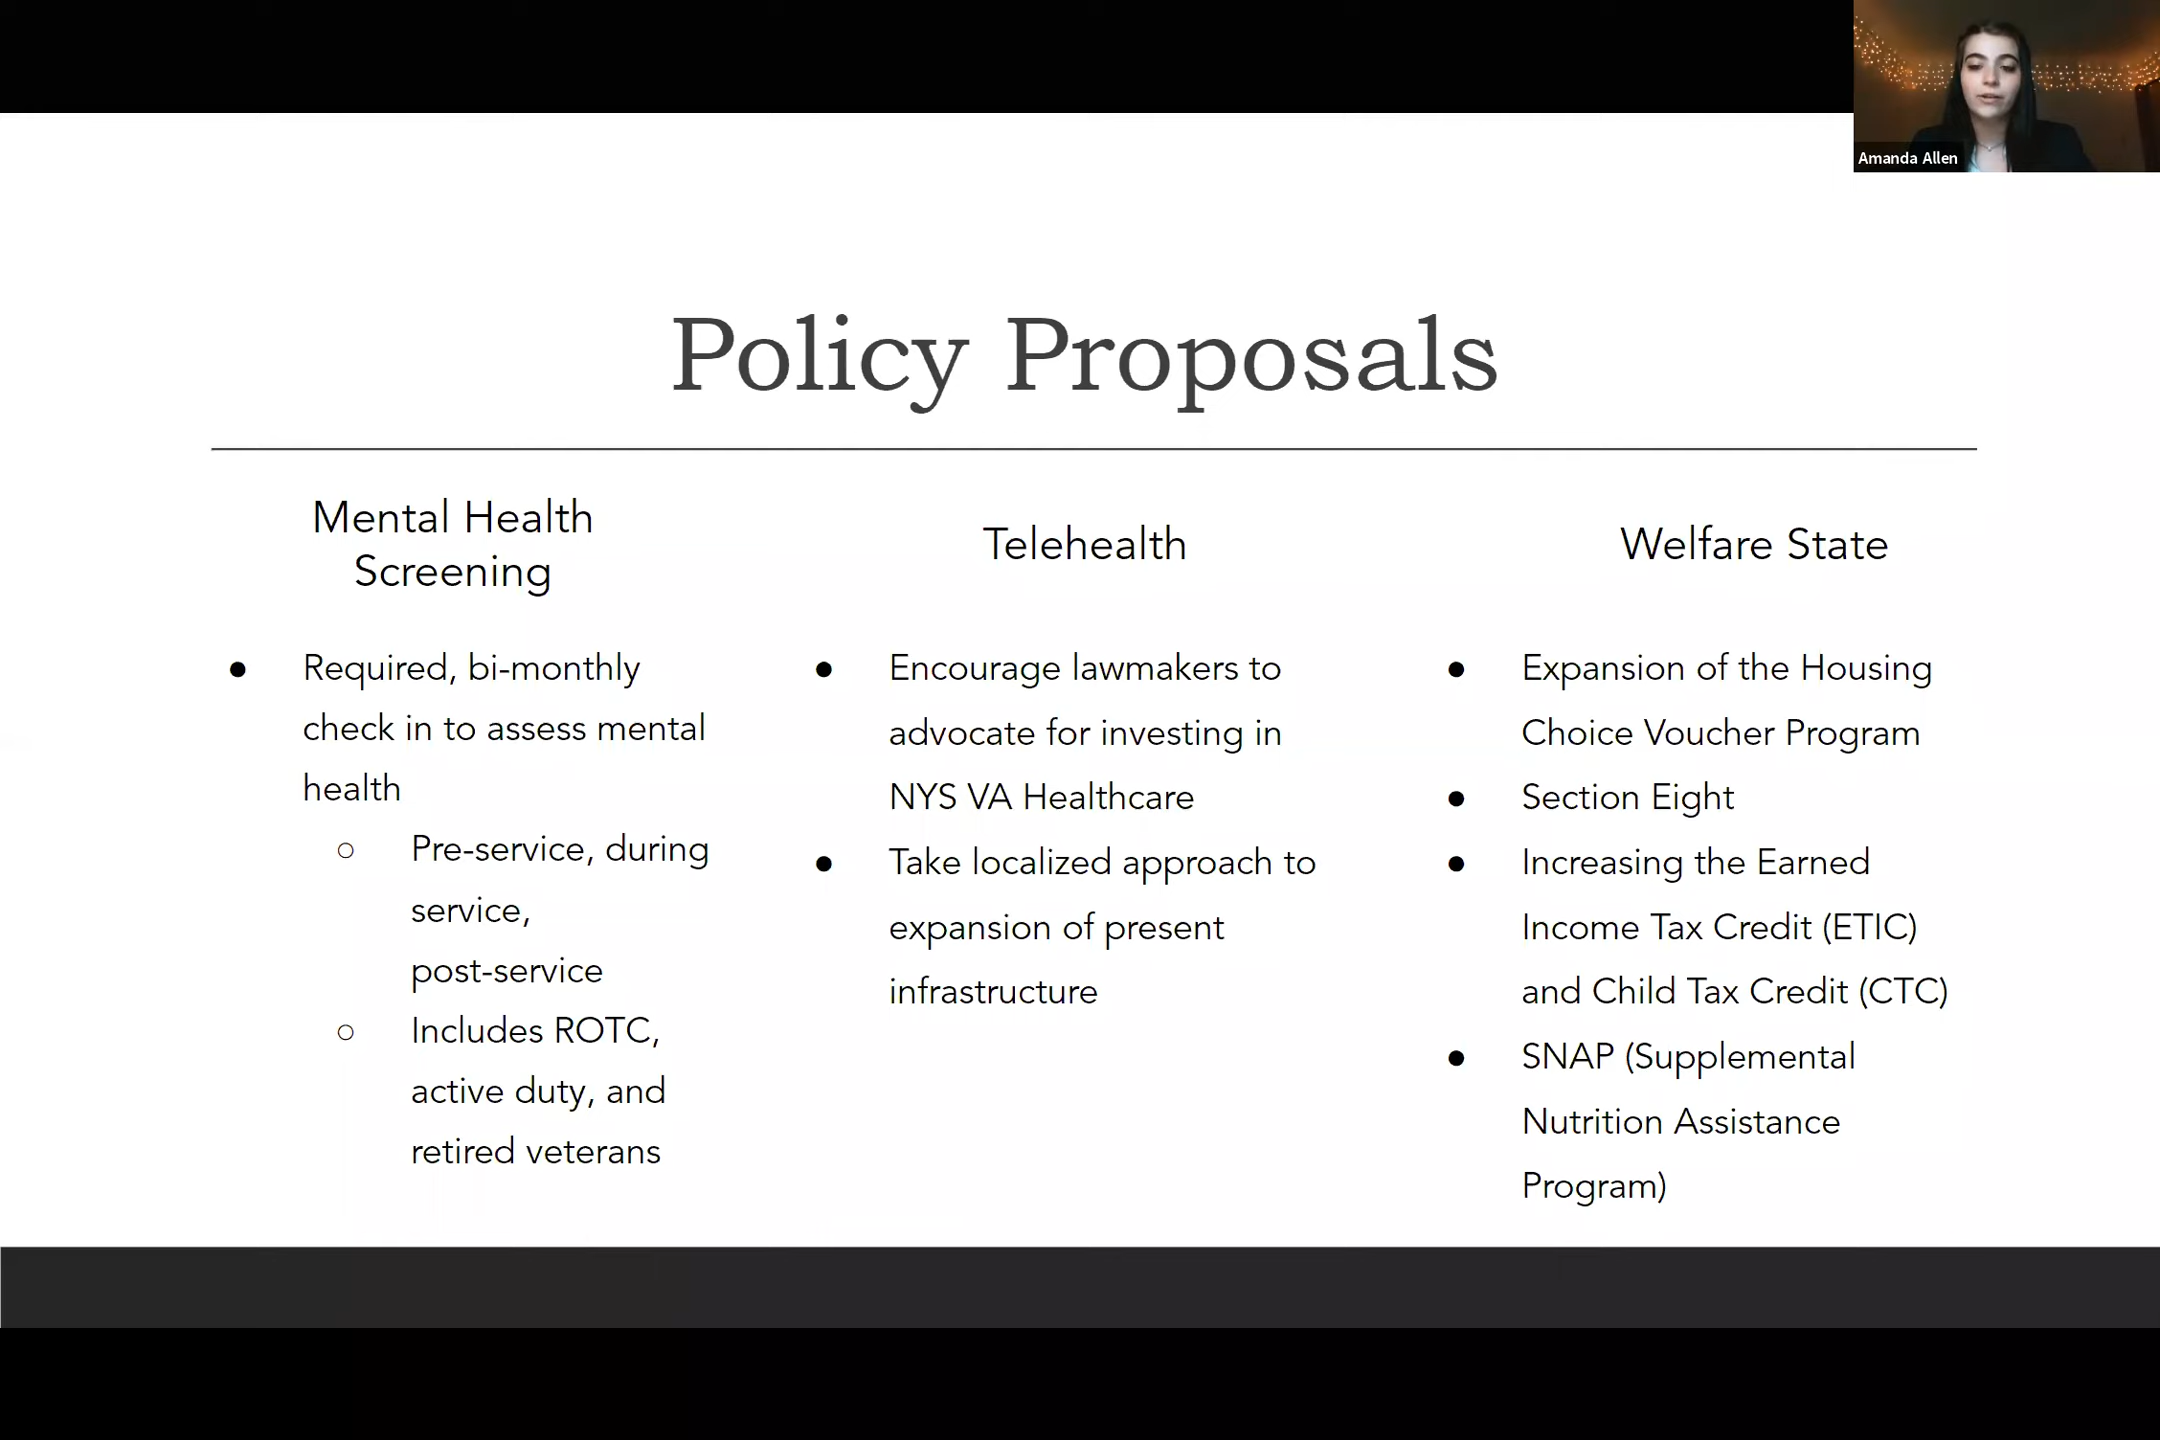 Amanda Allen
Policy Proposals
Mental Health
Screening
● Required, bi-monthly
check in to assess mental
health
○ Pre-service, during
service,
post-service
○ Includes ROTC,
active duty, and
retired veterans
Telehealth
● Encourage lawmakers to
advocate for investing in
NYS VA Healthcare
● Take localized approach to
expansion of present
infrastructure
Welfare State
● Expansion of the Housing
Choice Voucher Program
● Section Eight
● Increasing the Earned
Income Tax Credit (ETIC)
and Child Tax Credit (CTC)
● SNAP (Supplemental
Nutrition Assistance
Program)